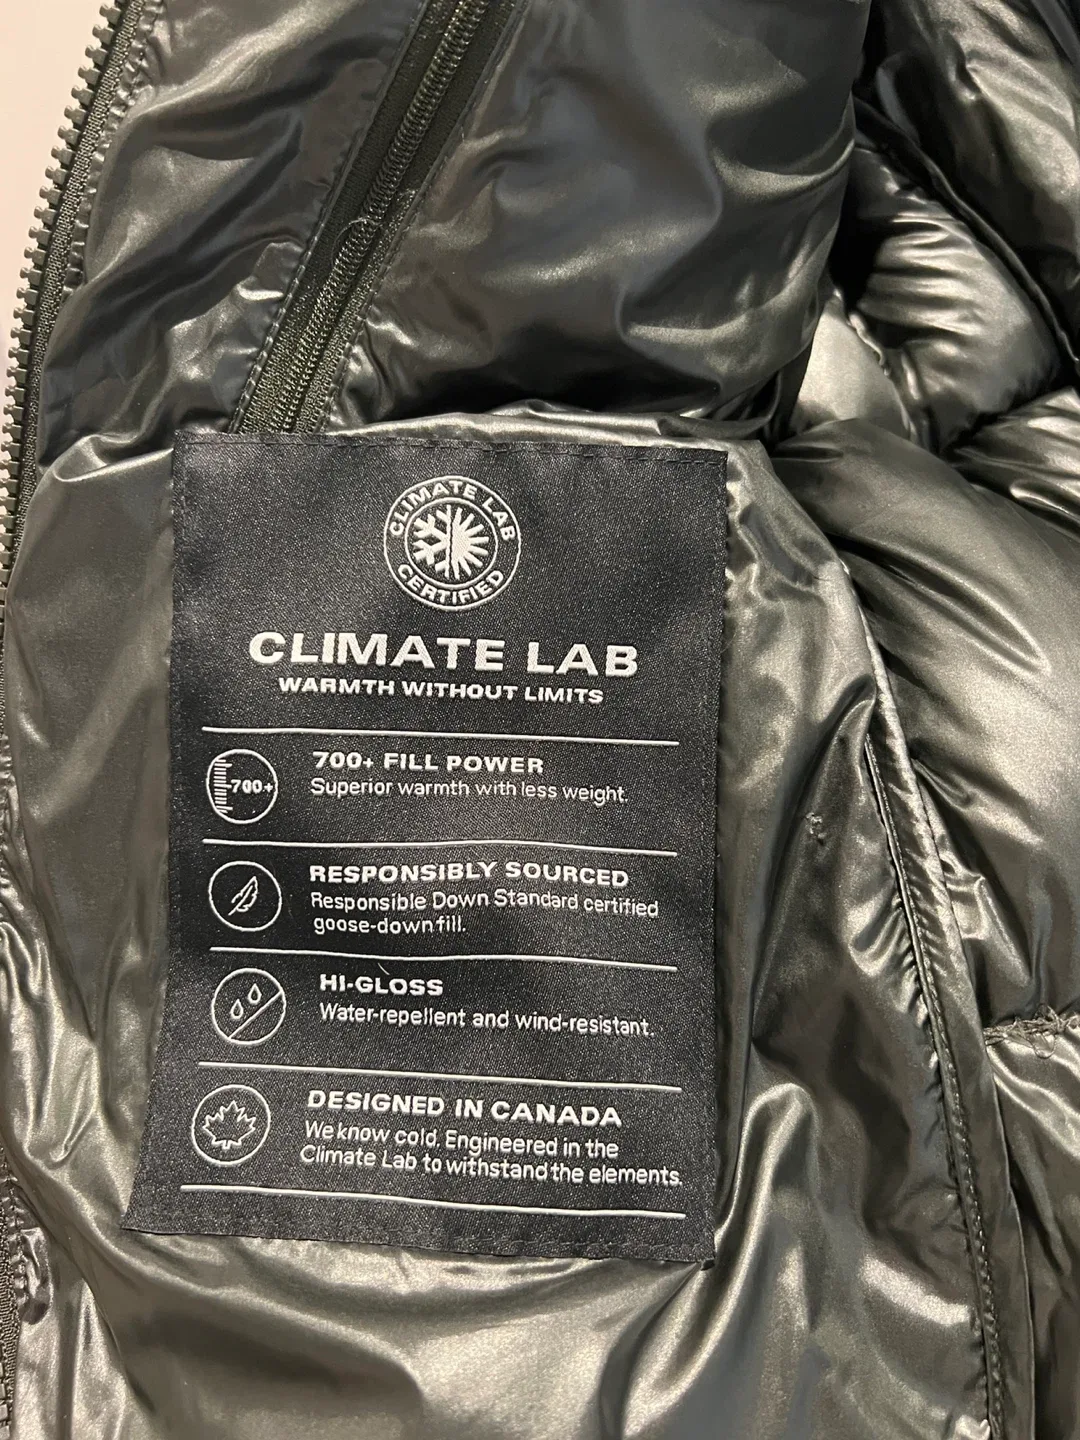 CLIMATE LAB
CERTIFIED
CLIMATE LAB
WARMTH WITHOUT LIMITS
700+
700+ FILL POWER
Superior warmth with less weight.
RESPONSIBLY SOURCED
Responsible Down Standard certified
goose-down fill.
HI-GLOSS
Water-repellent and wind-resistant.
DESIGNED IN CANADA
We know cold. Engineered in the
Climate Lab to withstand the elements.